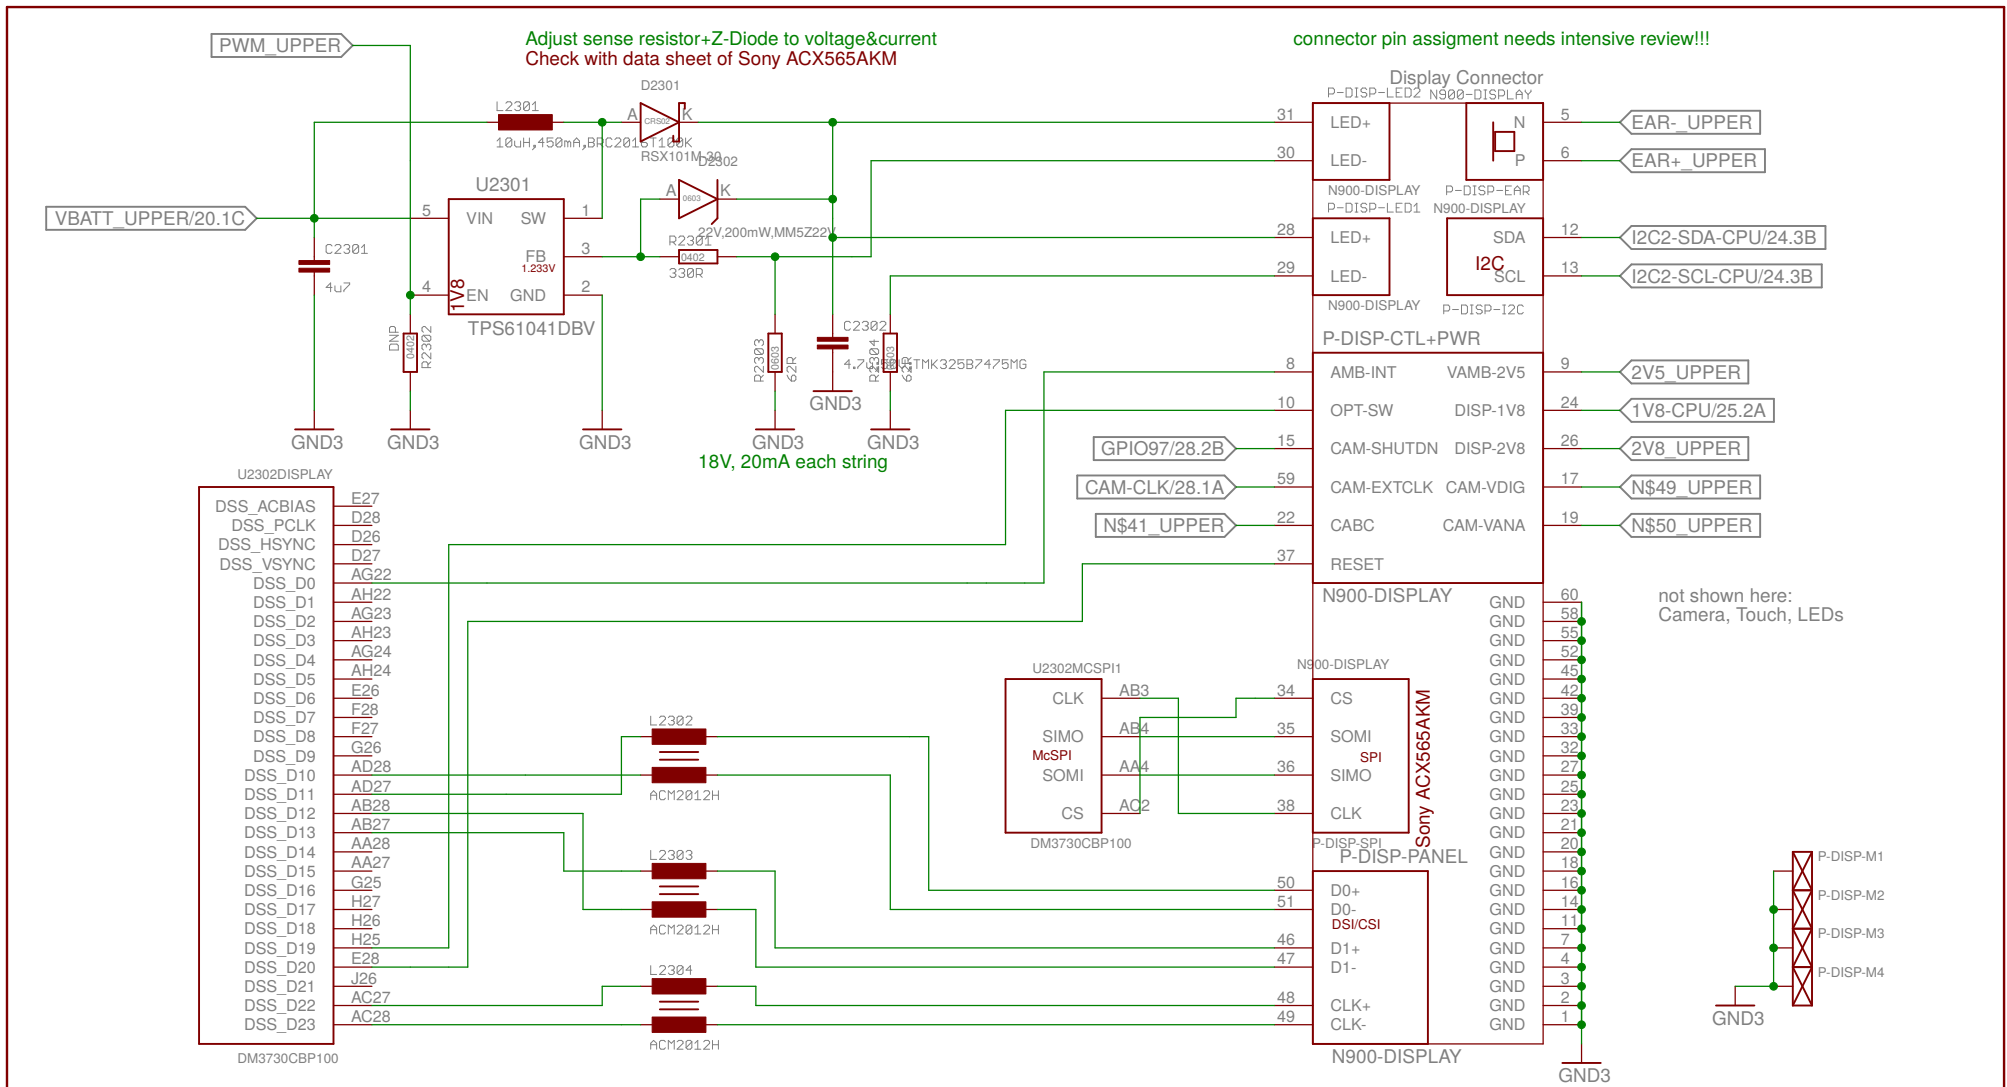 PWM_UPPER
Adjust sense resistor+Z-Diode to voltage&current
Check with data sheet of Sony ACX565AKM
connector pin assigment needs intensive review!!!
Display Connector
L2301
10uH,450mA,BRC2016T100K
D2301
A
K
CRS02
RSX101M-30
D2302
A
K
0603
22V,200mW,MM5Z22V
VBATT_UPPER/20.1C
U2301
5 VIN SW 1
FB 3
1.233V
4 EN GND 2
1V8
TPS61041DBV
C2301
4u7
DNP
0402
R2302
R2301
0402
330R
R2303
0603
62R
C2302
4.7u
TMK325B7475MG
R2304
0603
62R
GND3
GND3
GND3
GND3
GND3
GND3
18V, 20mA each string
P-DISP-LED2
N900-DISPLAY
31 LED+
30 LED-
N900-DISPLAY
N 5 EAR-_UPPER
P 6 EAR+_UPPER
P-DISP-EAR
P-DISP-LED1
N900-DISPLAY
28 LED+
29 LED-
N900-DISPLAY
SDA 12 I2C2-SDA-CPU/24.3B
I2C
SCL 13 I2C2-SCL-CPU/24.3B
P-DISP-I2C
P-DISP-CTL+PWR
8 AMB-INT VAMB-2V5 9 2V5_UPPER
10 OPT-SW DISP-1V8 24 1V8-CPU/25.2A
GPIO97/28.2B 15 CAM-SHUTDN DISP-2V8 26 2V8_UPPER
CAM-CLK/28.1A 59 CAM-EXTCLK CAM-VDIG 17 N$49_UPPER
N$41_UPPER 22 CABC CAM-VANA 19 N$50_UPPER
37 RESET
N900-DISPLAY
not shown here:
Camera, Touch, LEDs
U2302DISPLAY
DSS_ACBIAS E27
DSS_PCLK D28
DSS_HSYNC D26
DSS_VSYNC D27
DSS_D0 AG22
DSS_D1 AH22
DSS_D2 AG23
DSS_D3 AH23
DSS_D4 AG24
DSS_D5 AH24
DSS_D6 E26
DSS_D7 F28
DSS_D8 F27
DSS_D9 G26
DSS_D10 AD28
DSS_D11 AD27
DSS_D12 AB28
DSS_D13 AB27
DSS_D14 AA28
DSS_D15 AA27
DSS_D16 G25
DSS_D17 H27
DSS_D18 H26
DSS_D19 H25
DSS_D20 E28
DSS_D21 J26
DSS_D22 AC27
DSS_D23 AC28
DM3730CBP100
L2302
ACM2012H
L2303
ACM2012H
L2304
ACM2012H
U2302MCSPI1
CLK AB3
SIMO AB4
McSPI
SOMI AA4
CS AC2
DM3730CBP100
N900-DISPLAY
34 CS
35 SOMI
SPI
36 SIMO
38 CLK
Sony ACX565AKM
P-DISP-SPI
P-DISP-PANEL
50 D0+
51 D0-
DSI/CSI
46 D1+
47 D1-
48 CLK+
49 CLK-
N900-DISPLAY
GND 60
GND 58
GND 55
GND 52
GND 45
GND 42
GND 39
GND 33
GND 32
GND 27
GND 25
GND 23
GND 21
GND 20
GND 18
GND 16
GND 14
GND 11
GND 7
GND 4
GND 3
GND 2
GND 1
GND3
P-DISP-M1
P-DISP-M2
P-DISP-M3
P-DISP-M4
GND3